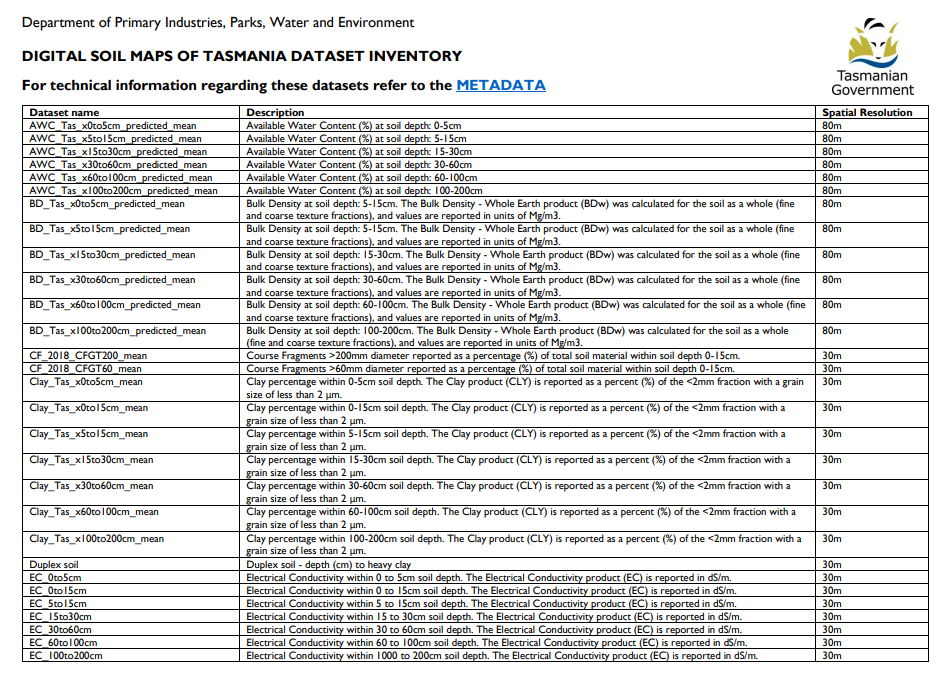 Department of Primary Industries, Parks, Water and Environment
DIGITAL SOIL MAPS OF TASMANIA DATASET INVENTORY
For technical information regarding these datasets refer to the METADATA
Tasmanian
Government
Dataset name Description Spatial Resolution
AWC_Tas_x0to5cm_predicted_mean Available Water Content (%) at soil depth: 0-5cm 80m
AWC_Tas_x5to15cm_predicted_mean Available Water Content (%) at soil depth: 5-15cm 80m
AWC_Tas_x15to30cm_predicted_mean Available Water Content (%) at soil depth: 15-30cm 80m
AWC_Tas_x30to60cm_predicted_mean Available Water Content (%) at soil depth: 30-60cm 80m
AWC_Tas_x60to100cm_predicted_mean Available Water Content (%) at soil depth: 60-100cm 80m
AWC_Tas_x100to200cm_predicted_mean Available Water Content (%) at soil depth: 100-200cm 80m
BD_Tas_x0to5cm_predicted_mean Bulk Density at soil depth: 5-15cm. The Bulk Density - Whole Earth product (BDw) was calculated for the soil as a whole (fine 80m
and coarse texture fractions), and values are reported in units of Mg/m3.
BD_Tas_x5to15cm_predicted_mean Bulk Density at soil depth: 5-15cm. The Bulk Density - Whole Earth product (BDw) was calculated for the soil as a whole (fine 80m
and coarse texture fractions), and values are reported in units of Mg/m3.
BD_Tas_x15to30cm_predicted_mean Bulk Density at soil depth: 15-30cm. The Bulk Density - Whole Earth product (BDw) was calculated for the soil as a whole (fine 80m
and coarse texture fractions), and values are reported in units of Mg/m3.
BD_Tas_x30to60cm_predicted_mean Bulk Density at soil depth: 30-60cm. The Bulk Density - Whole Earth product (BDw) was calculated for the soil as a whole (fine 80m
and coarse texture fractions), and values are reported in units of Mg/m3.
BD_Tas_x60to100cm_predicted_mean Bulk Density at soil depth: 60-100cm. The Bulk Density - Whole Earth product (BDw) was calculated for the soil as a whole (fine 80m
and coarse texture fractions), and values are reported in units of Mg/m3.
BD_Tas_x100to200cm_predicted_mean Bulk Density at soil depth: 100-200cm. The Bulk Density - Whole Earth product (BDw) was calculated for the soil as a whole 80m
(fine and coarse texture fractions), and values are reported in units of Mg/m3.
CF_2018_CFGT200_mean Course Fragments >200mm diameter reported as a percentage (%) of total soil material within soil depth 0-15cm. 30m
CF_2018_CFGT60_mean Course Fragments >60mm diameter reported as a percentage (%) of total soil material within soil depth 0-15cm. 30m
Clay_Tas_x0to5cm_mean Clay percentage within 0-5cm soil depth. The Clay product (CLY) is reported as a percent (%) of the <2mm fraction with a grain 30m
size of less than 2 µm.
Clay_Tas_x0to15cm_mean Clay percentage within 0-15cm soil depth. The Clay product (CLY) is reported as a percent (%) of the <2mm fraction with a 30m
grain size of less than 2 µm.
Clay_Tas_x5to15cm_mean Clay percentage within 5-15cm soil depth. The Clay product (CLY) is reported as a percent (%) of the <2mm fraction with a 30m
grain size of less than 2 µm.
Clay_Tas_x15to30cm_mean Clay percentage within 15-30cm soil depth. The Clay product (CLY) is reported as a percent (%) of the <2mm fraction with a 30m
grain size of less than 2 µm.
Clay_Tas_x30to60cm_mean Clay percentage within 30-60cm soil depth. The Clay product (CLY) is reported as a percent (%) of the <2mm fraction with a 30m
grain size of less than 2 µm.
Clay_Tas_x60to100cm_mean Clay percentage within 60-100cm soil depth. The Clay product (CLY) is reported as a percent (%) of the <2mm fraction with a 30m
grain size of less than 2 µm.
Clay_Tas_x100to200cm_mean Clay percentage within 100-200cm soil depth. The Clay product (CLY) is reported as a percent (%) of the <2mm fraction with a 30m
grain size of less than 2 µm.
Duplex soil Duplex soil - depth (cm) to heavy clay 30m
EC_0to5cm Electrical Conductivity within 0 to 5cm soil depth. The Electrical Conductivity product (EC) is reported in dS/m. 30m
EC_0to15cm Electrical Conductivity within 0 to 15cm soil depth. The Electrical Conductivity product (EC) is reported in dS/m. 30m
EC_5to15cm Electrical Conductivity within 5 to 15cm soil depth. The Electrical Conductivity product (EC) is reported in dS/m. 30m
EC_15to30cm Electrical Conductivity within 15 to 30cm soil depth. The Electrical Conductivity product (EC) is reported in dS/m. 30m
EC_30to60cm Electrical Conductivity within 30 to 60cm soil depth. The Electrical Conductivity product (EC) is reported in dS/m. 30m
EC_60to100cm Electrical Conductivity within 60 to 100cm soil depth. The Electrical Conductivity product (EC) is reported in dS/m. 30m
EC_100to200cm Electrical Conductivity within 1000 to 200cm soil depth. The Electrical Conductivity product (EC) is reported in dS/m. 30m